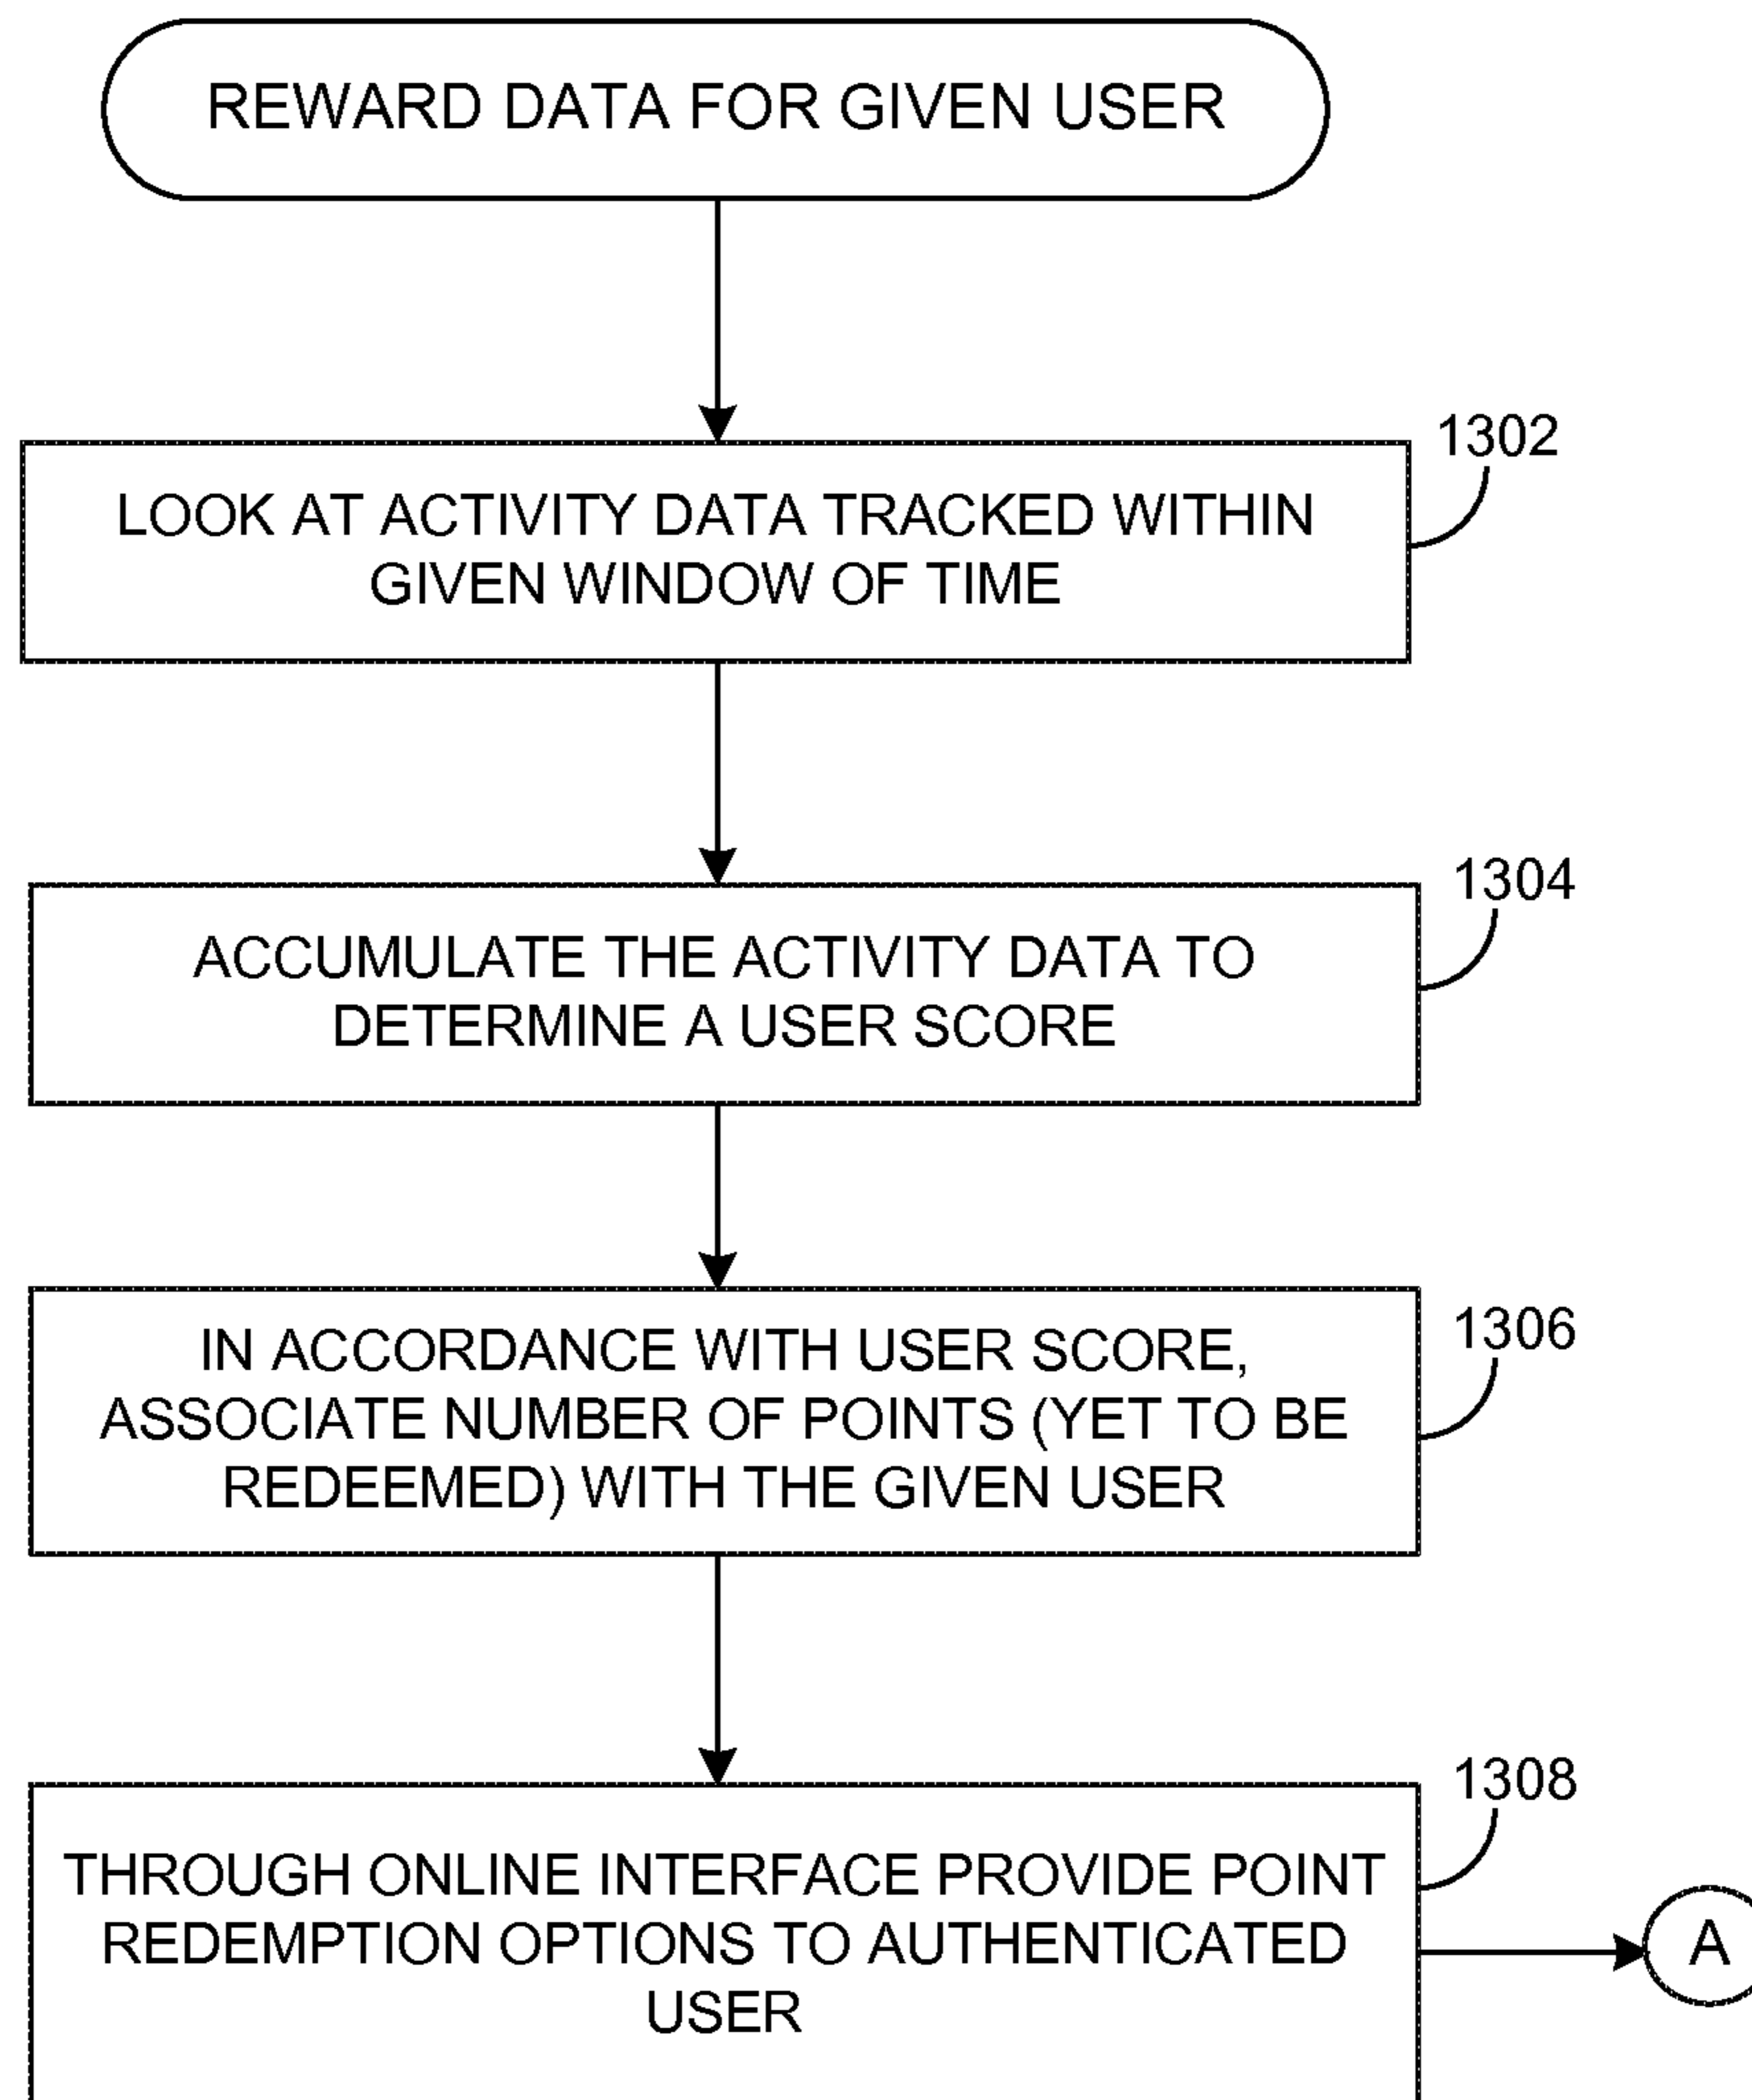 REWARD DATA FOR GIVEN USER
1302
LOOK AT ACTIVITY DATA TRACKED WITHIN
GIVEN WINDOW OF TIME
1304
ACCUMULATE THE ACTIVITY DATA TO
DETERMINE A USER SCORE
1306
IN ACCORDANCE WITH USER SCORE,
ASSOCIATE NUMBER OF POINTS (YET TO BE
REDEEMED) WITH THE GIVEN USER
1308
THROUGH ONLINE INTERFACE PROVIDE POINT
REDEMPTION OPTIONS TO AUTHENTICATED
USER
A